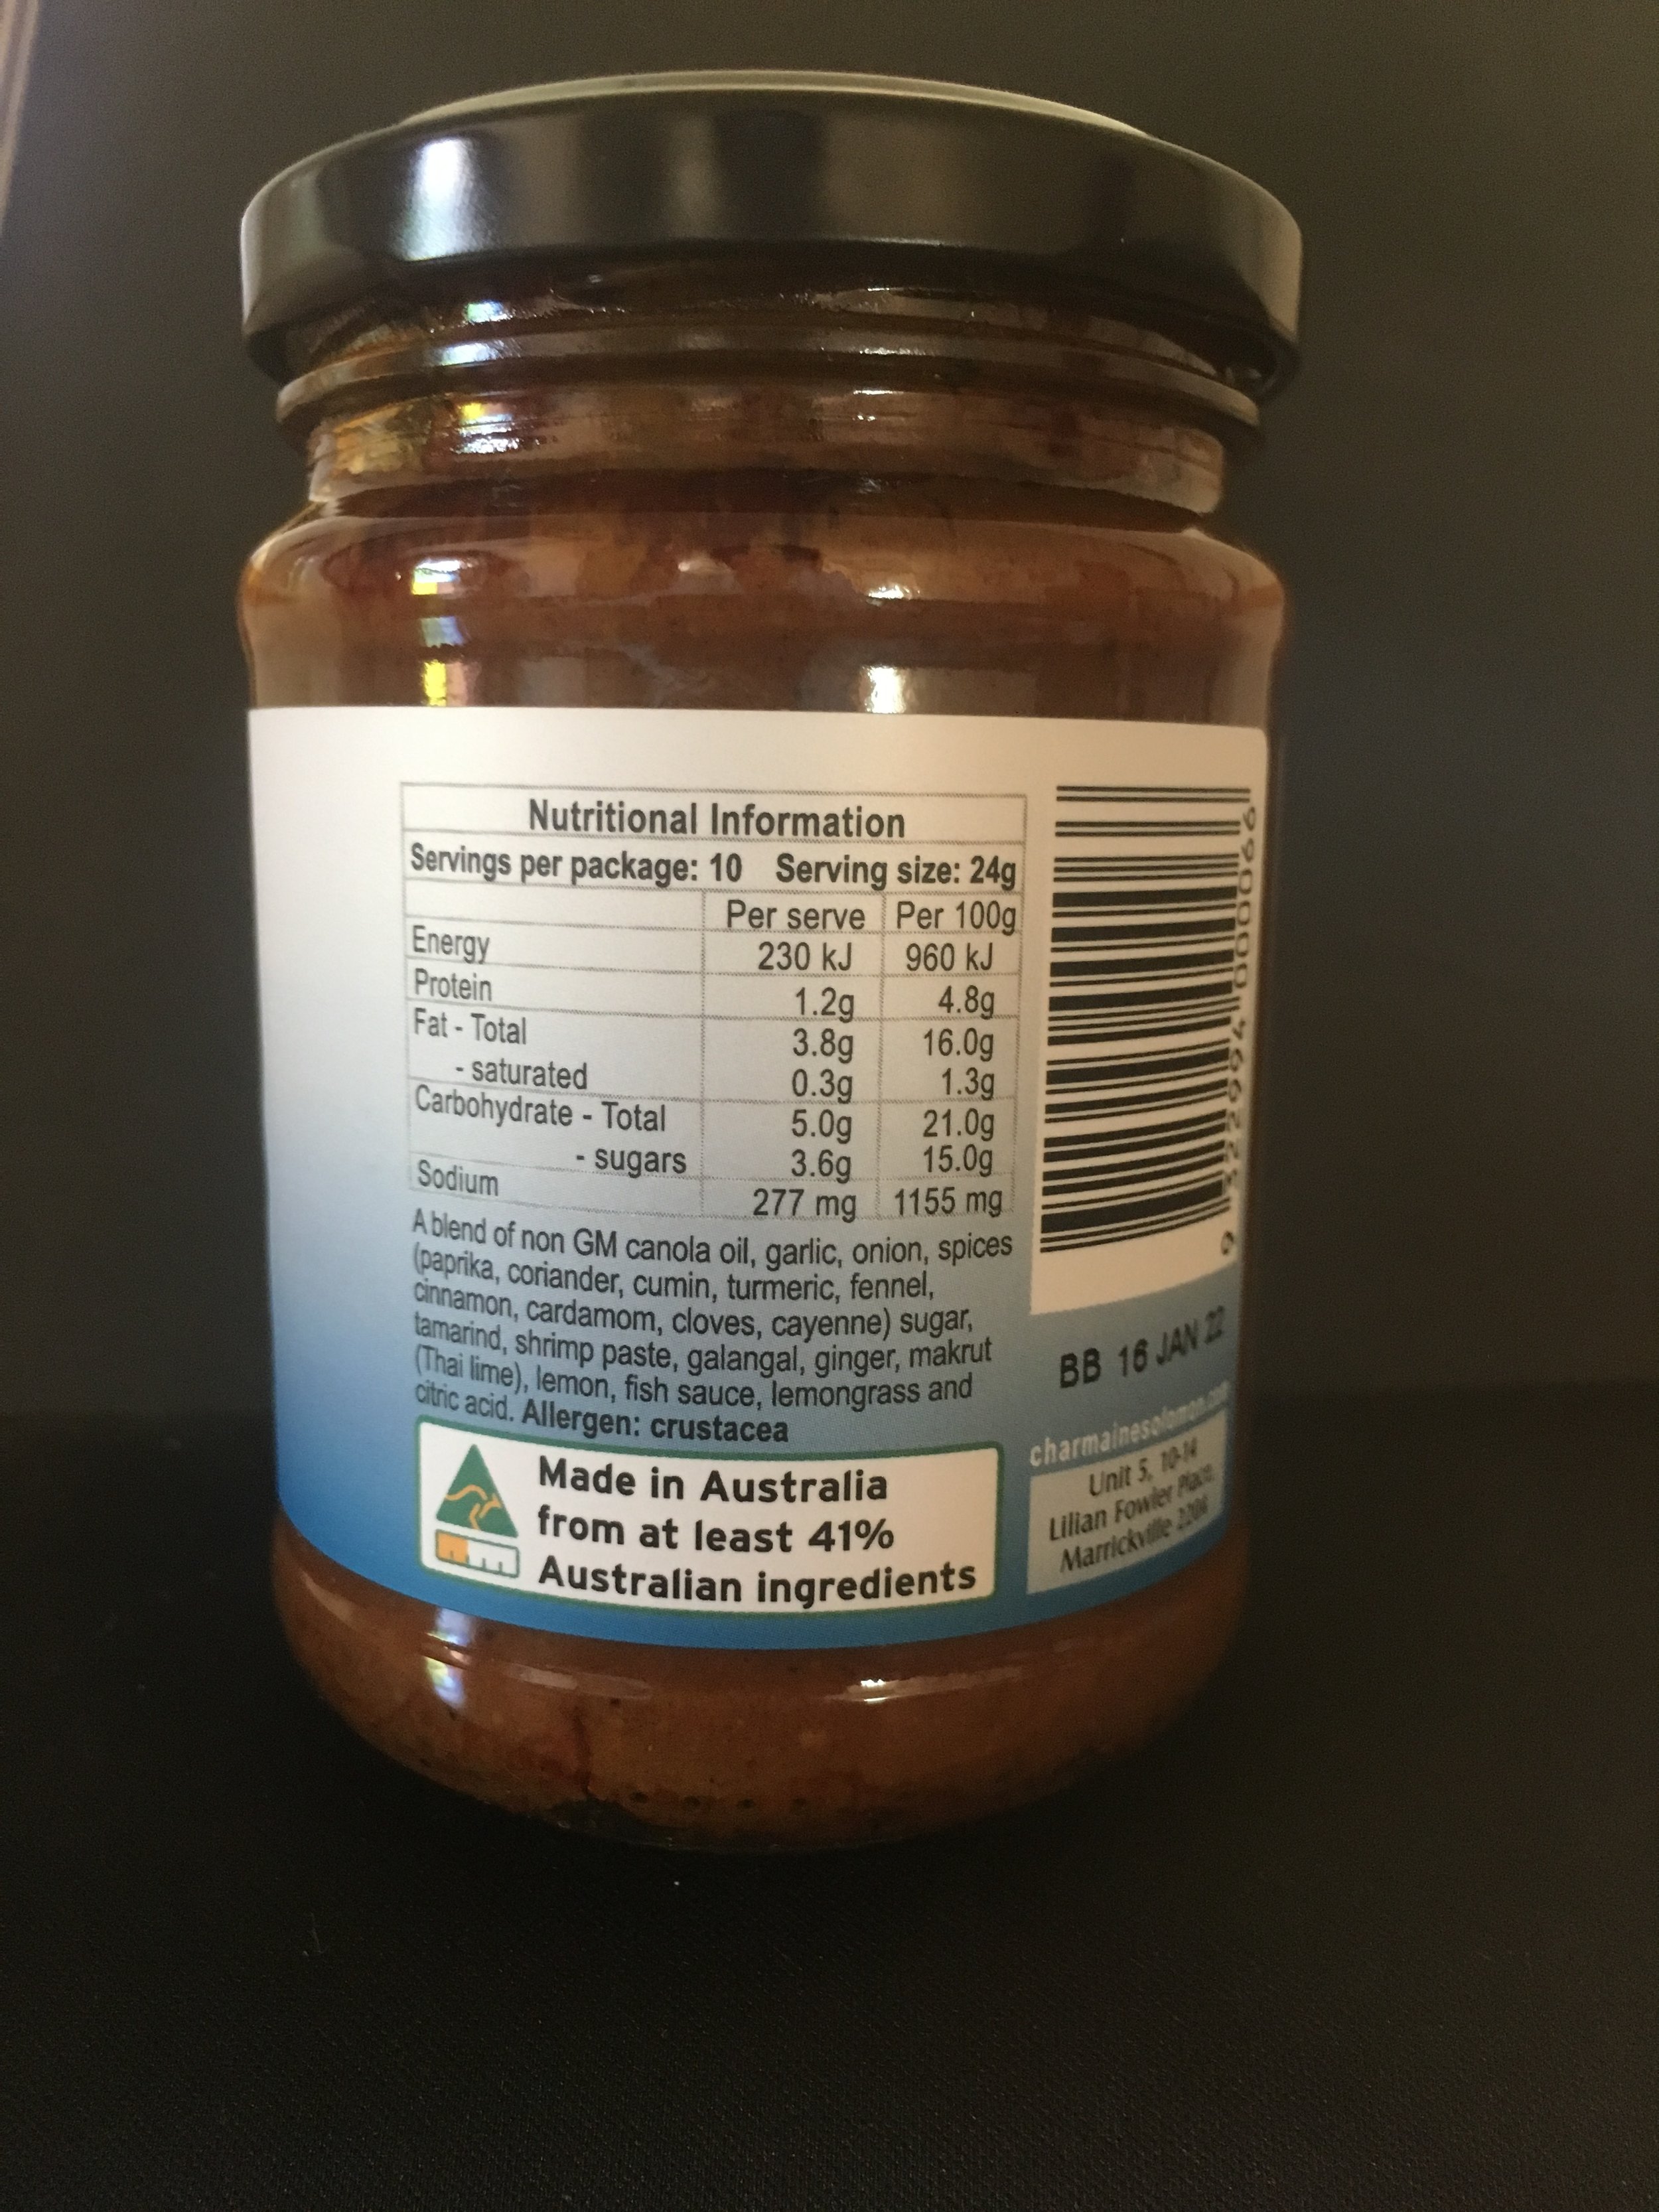 Nutritional Information
Servings per package: 10 Serving size: 24g
Per serve Per 100g
Energy 230 kJ 960 kJ
Protein 1.2g 4.8g
Fat - Total 3.8g 16.0g
- saturated 0.3g 1.3g
Carbohydrate - Total 5.0g 21.0g
- sugars 3.6g 15.0g
Sodium 277 mg 1155 mg
A blend of non GM canola oil, garlic, onion, spices
(paprika, coriander, cumin, turmeric, fennel,
cinnamon, cardamom, cloves, cayenne) sugar,
tamarind, shrimp paste, galangal, ginger, makrut
(Thai lime), lemon, fish sauce, lemongrass and
citric acid. Allergen: crustacea
Made in Australia
from at least 41%
Australian ingredients
BB 16 JAN 22
charmainesolomon.com
Unit 5, 10-14
Lilian Fowler Place,
Marrickville 2204